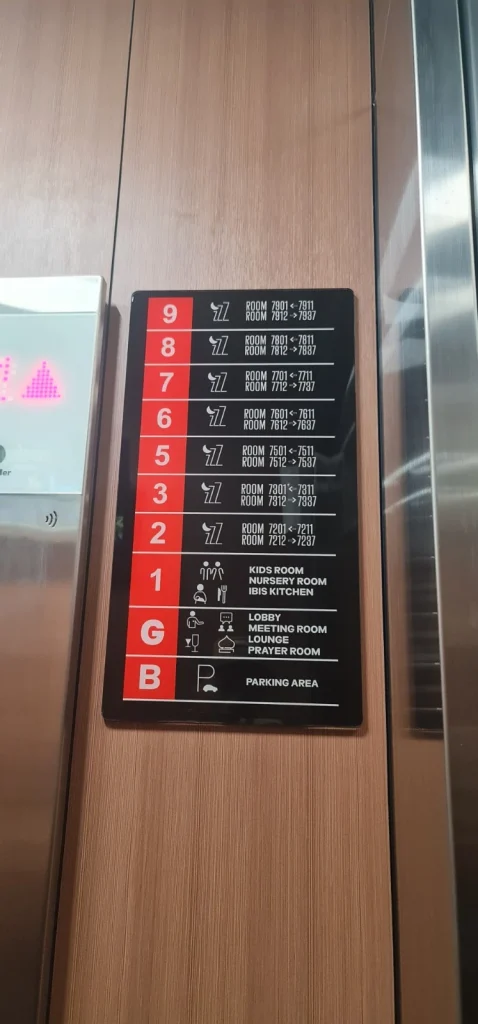 9 ROOM 7901←7911
ROOM 7912→7937
8 ROOM 7801←7811
ROOM 7812→7837
7 ROOM 7701←7711
ROOM 7712→7737
6 ROOM 7601←7611
ROOM 7612→7637
5 ROOM 7501←7511
ROOM 7512→7537
3 ROOM 7301←7311
ROOM 7312→7337
2 ROOM 7201←7211
ROOM 7212→7237
1 KIDS ROOM
NURSERY ROOM
IBIS KITCHEN
G LOBBY
MEETING ROOM
LOUNGE
PRAYER ROOM
B P PARKING AREA